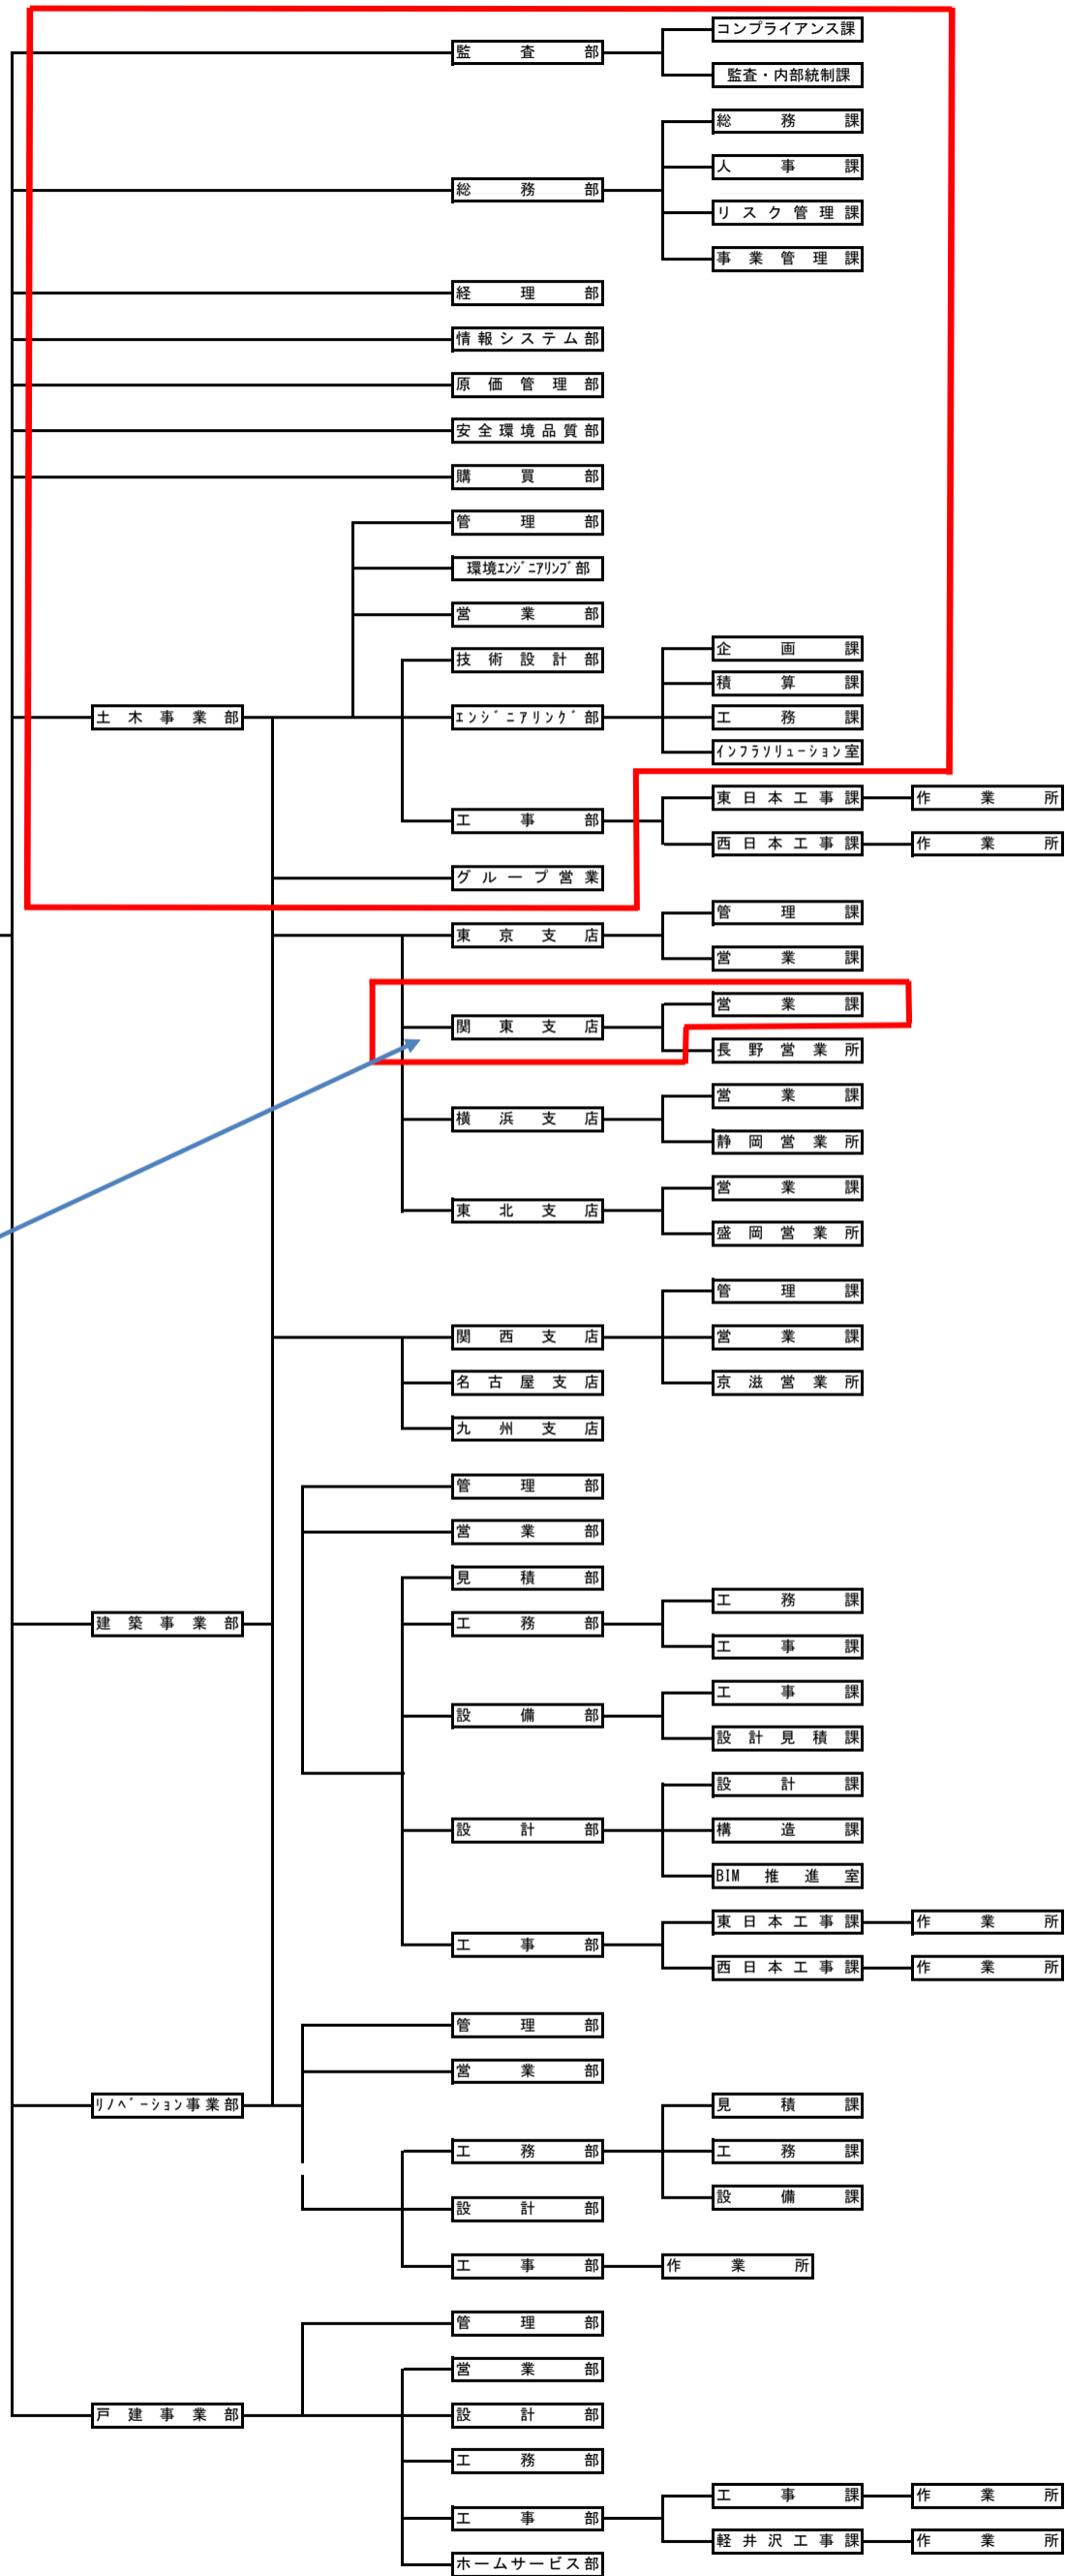 コンプライアンス課
監査部
監査・内部統制課
総務課
人事課
総務部
リスク管理課
事業管理課
経理部
情報システム部
原価管理部
安全環境品質部
購買部
管理部
環境ｴﾝｼﾞﾆｱﾘﾝｸﾞ部
営業部
企画課
技術設計部
積算課
土木事業部
ｴﾝｼﾞﾆｱﾘﾝｸﾞ部
工務課
ｲﾝﾌﾗｿﾘｭｰｼｮﾝ室
東日本工事課
作業所
工事部
西日本工事課
作業所
グループ営業
管理課
東京支店
営業課
営業課
関東支店
長野営業所
営業課
横浜支店
静岡営業所
営業課
東北支店
盛岡営業所
管理課
関西支店
営業課
名古屋支店
京滋営業所
九州支店
管理部
営業部
見積部
工務課
建築事業部
工務部
工事課
工事課
設備部
設計見積課
設計課
設計部
構造課
BIM推進室
東日本工事課
作業所
工事部
西日本工事課
作業所
管理部
営業部
ﾘﾉﾍﾞｰｼｮﾝ事業部
見積課
工務部
工務課
設備課
設計部
工事部
作業所
管理部
営業部
戸建事業部
設計部
工務部
工事課
作業所
工事部
軽井沢工事課
作業所
ホームサービス部